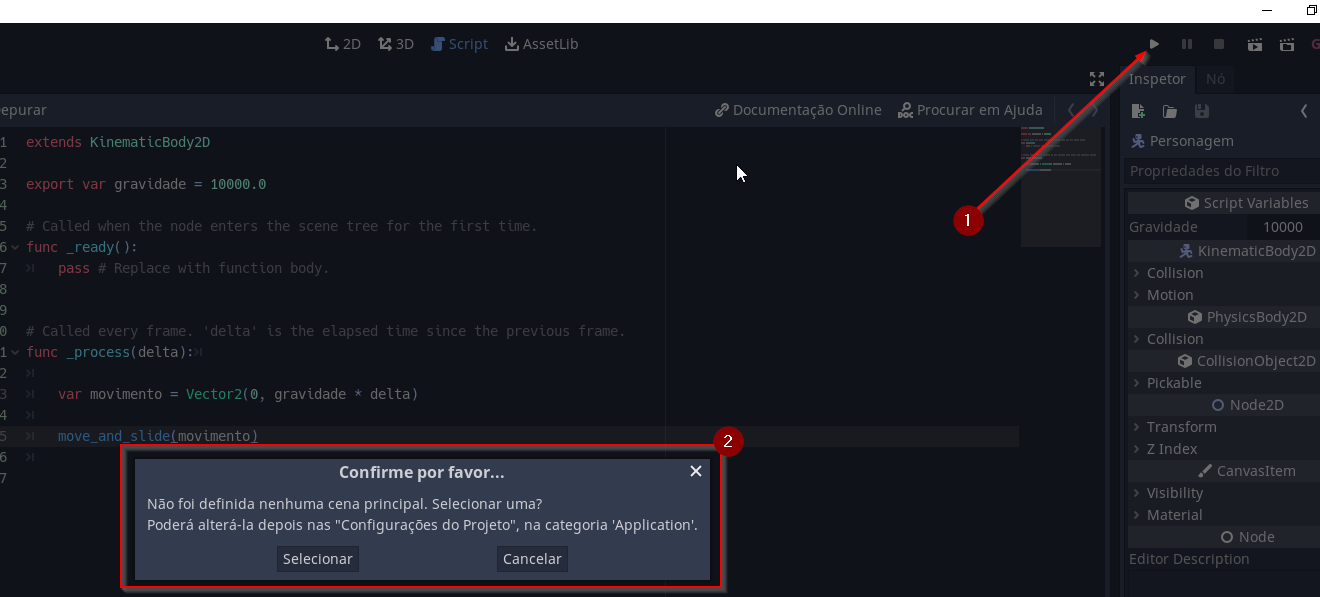 2D 3D Script AssetLib
Inspetor Nó
epurar Documentação Online Procurar em Ajuda
1 extends KinematicBody2D
2
3 export var gravidade = 10000.0
4
5 # Called when the node enters the scene tree for the first time.
6 func _ready():
7 pass # Replace with function body.
8
9
0 # Called every frame. 'delta' is the elapsed time since the previous frame.
1 func _process(delta):
2
3 var movimento = Vector2(0, gravidade * delta)
4
5 move_and_slide(movimento)
6
7
1
2
Confirme por favor...
Não foi definida nenhuma cena principal. Selecionar uma?
Poderá alterá-la depois nas "Configurações do Projeto", na categoria 'Application'.
Selecionar Cancelar
Personagem
Propriedades do Filtro
Script Variables
Gravidade 10000
KinematicBody2D
Collision
Motion
PhysicsBody2D
Collision
CollisionObject2D
Pickable
Node2D
Transform
Z Index
CanvasItem
Visibility
Material
Node
Editor Description